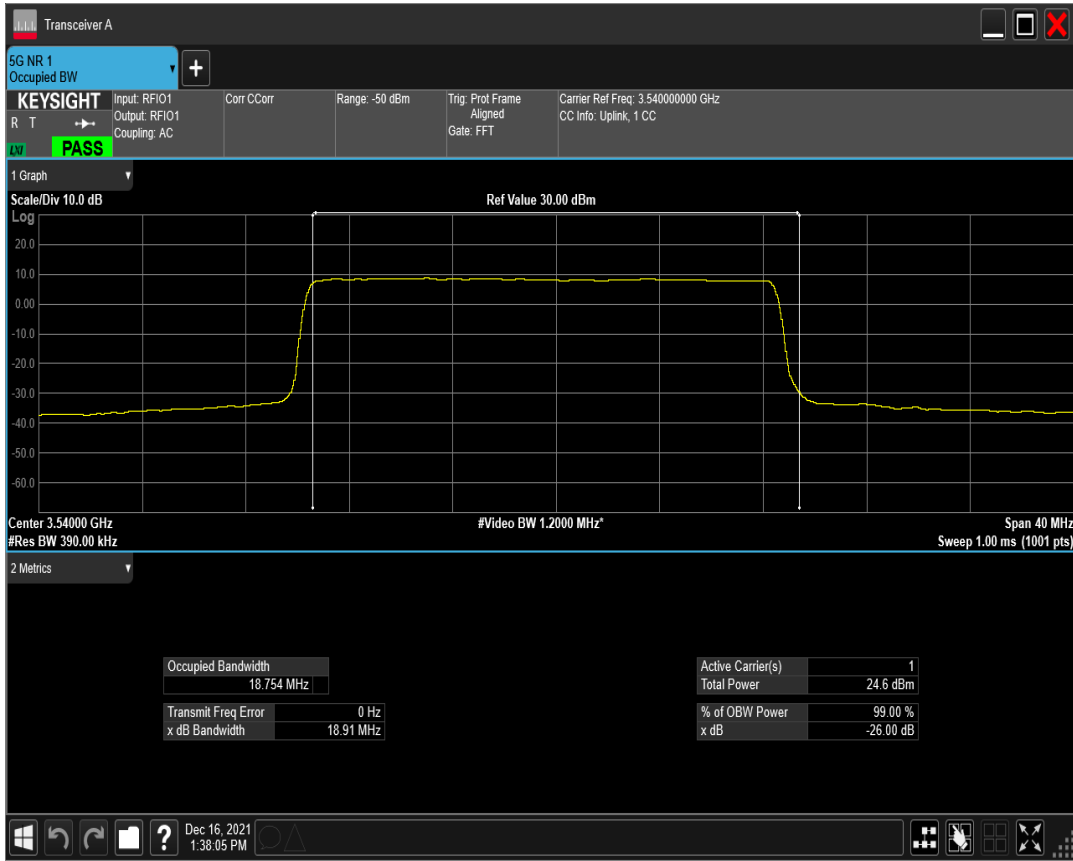 Transceiver A
5G NR 1
Occupied BW
KEYSIGHT
R T
LXI
PASS
Input: RFIO1
Output: RFIO1
Coupling: AC
Corr CCorr
Range: -50 dBm
Trig: Prot Frame
Aligned
Gate: FFT
Carrier Ref Freq: 3.540000000 GHz
CC Info: Uplink, 1 CC
1 Graph
Scale/Div 10.0 dB
Ref Value 30.00 dBm
Log
20.0
10.0
0.00
-10.0
-20.0
-30.0
-40.0
-50.0
-60.0
Center 3.54000 GHz
#Video BW 1.2000 MHz*
Span 40 MHz
#Res BW 390.00 kHz
Sweep 1.00 ms (1001 pts)
2 Metrics
Occupied Bandwidth
18.754 MHz
Transmit Freq Error 0 Hz
x dB Bandwidth 18.91 MHz
Active Carrier(s) 1
Total Power 24.6 dBm
% of OBW Power 99.00 %
x dB -26.00 dB
?
Dec 16, 2021
1:38:05 PM